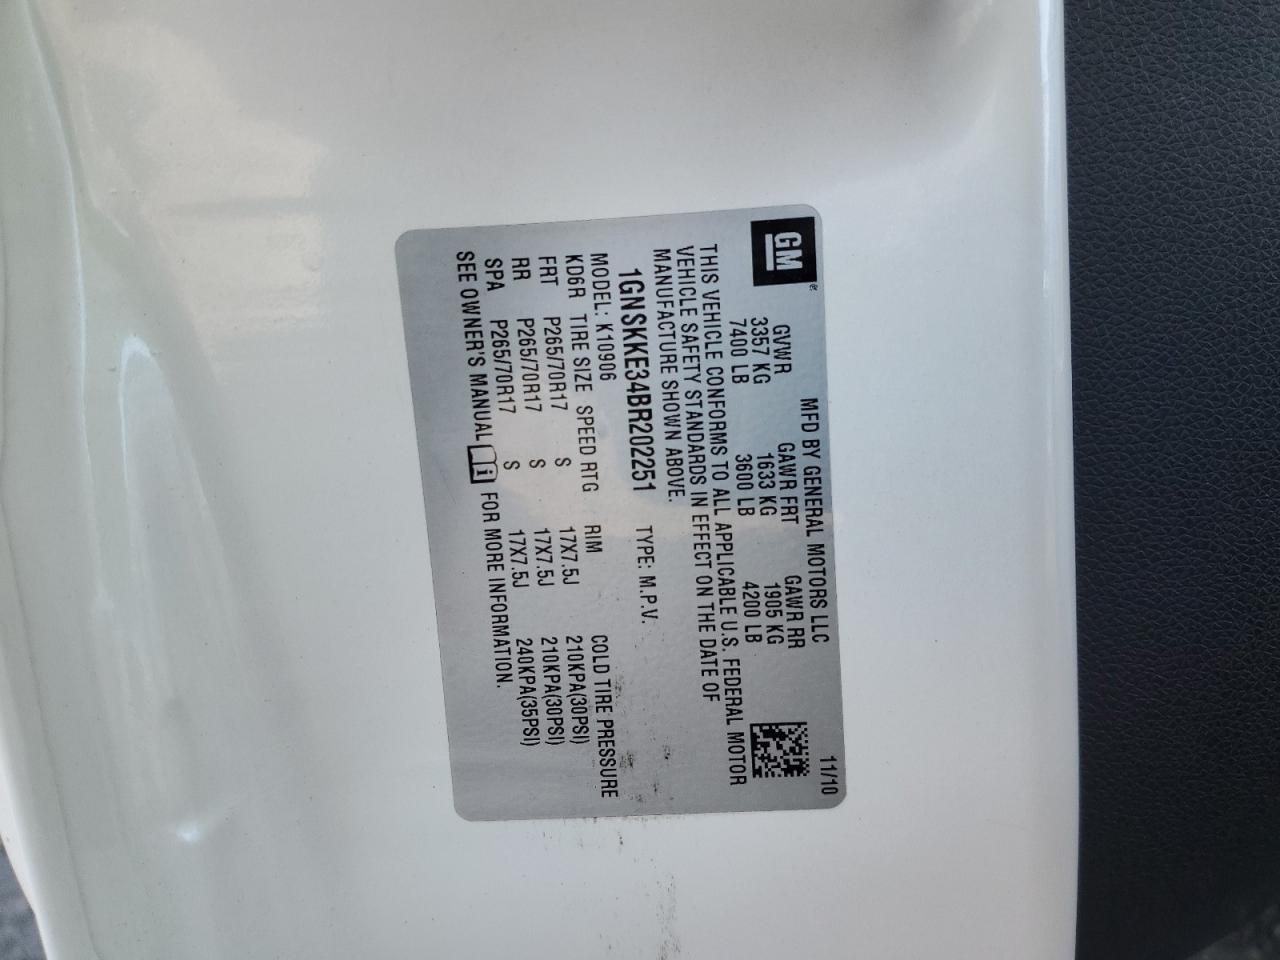 GM
MFD BY GENERAL MOTORS LLC 11/10
GVWR GAWR FRT GAWR RR
3357 KG 1633 KG 1905 KG
7400 LB 3600 LB 4200 LB
THIS VEHICLE CONFORMS TO ALL APPLICABLE U.S. FEDERAL MOTOR
VEHICLE SAFETY STANDARDS IN EFFECT ON THE DATE OF
MANUFACTURE SHOWN ABOVE.
1GNSKKE34BR202251 TYPE: M.P.V.
MODEL: K10906
KD6R TIRE SIZE SPEED RTG RIM COLD TIRE PRESSURE
FRT P265/70R17 S 17X7.5J 210KPA(30PSI)
RR P265/70R17 S 17X7.5J 210KPA(30PSI)
SPA P265/70R17 S 17X7.5J 240KPA(35PSI)
SEE OWNER'S MANUAL i FOR MORE INFORMATION.